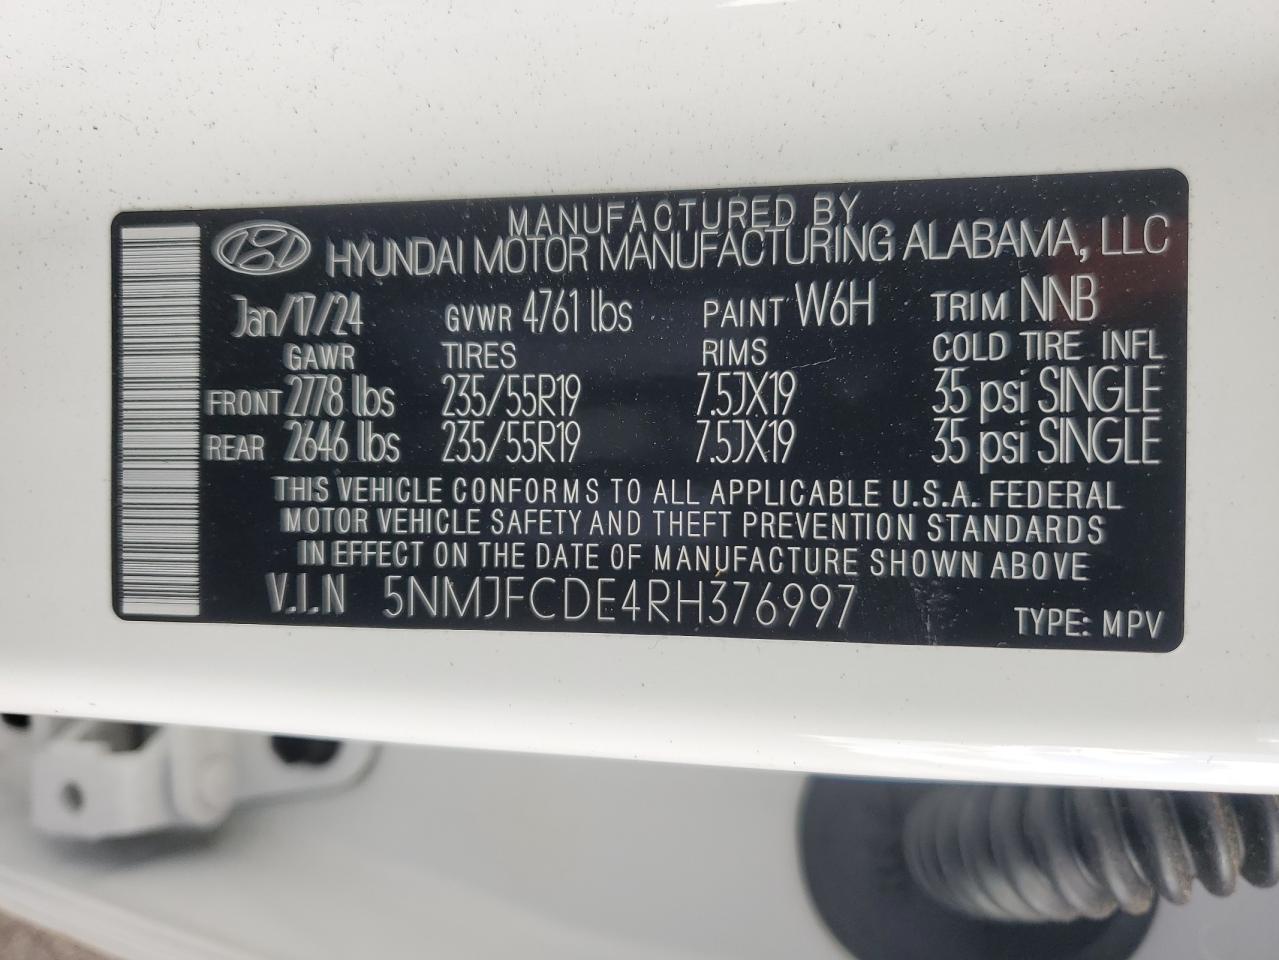 MANUFACTURED BY
HYUNDAI MOTOR MANUFACTURING ALABAMA, LLC
Jan/17/24 GVWR 4761 lbs PAINT W6H TRIM NNB
GAWR TIRES RIMS COLD TIRE INFL
FRONT 2778 lbs 235/55R19 7.5JX19 35 psi SINGLE
REAR 2646 lbs 235/55R19 7.5JX19 35 psi SINGLE
THIS VEHICLE CONFORMS TO ALL APPLICABLE U.S.A. FEDERAL
MOTOR VEHICLE SAFETY AND THEFT PREVENTION STANDARDS
IN EFFECT ON THE DATE OF MANUFACTURE SHOWN ABOVE
V.I.N 5NMJFCDE4RH376997 TYPE: MPV